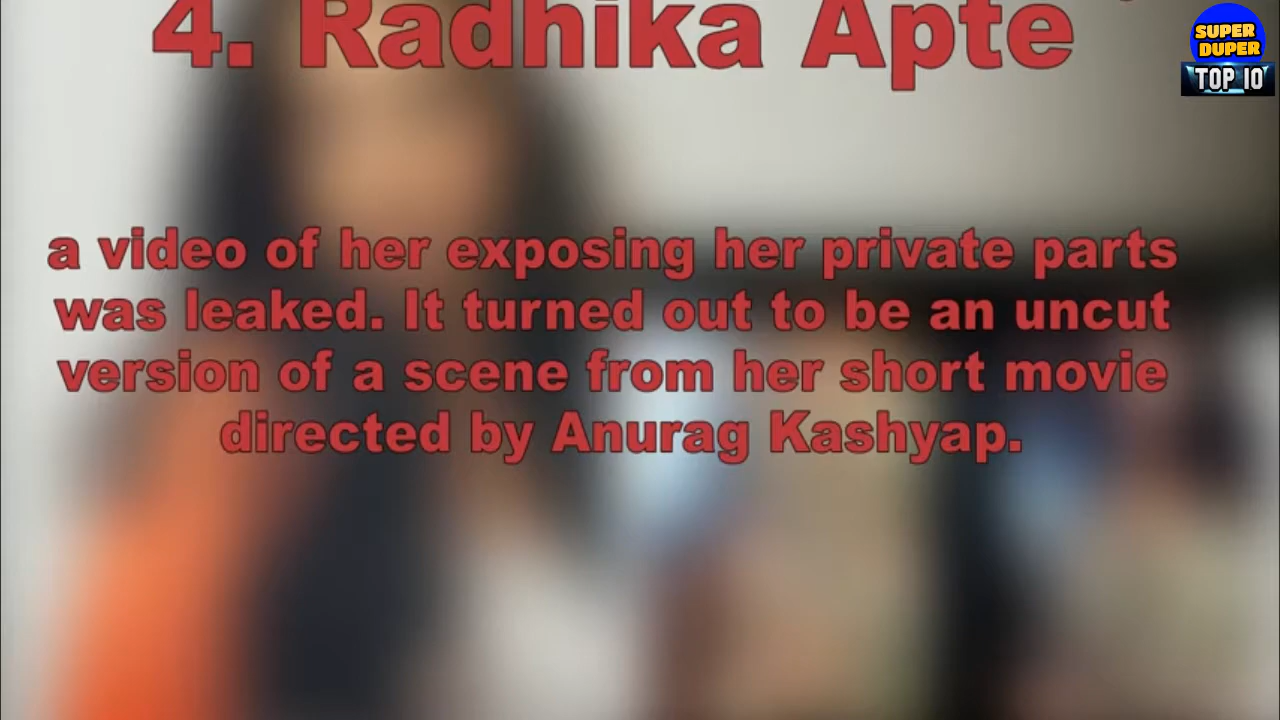 4. Radhika Apte
SUPER
DUPER
TOP 10
a video of her exposing her private parts
was leaked. It turned out to be an uncut
version of a scene from her short movie
directed by Anurag Kashyap.